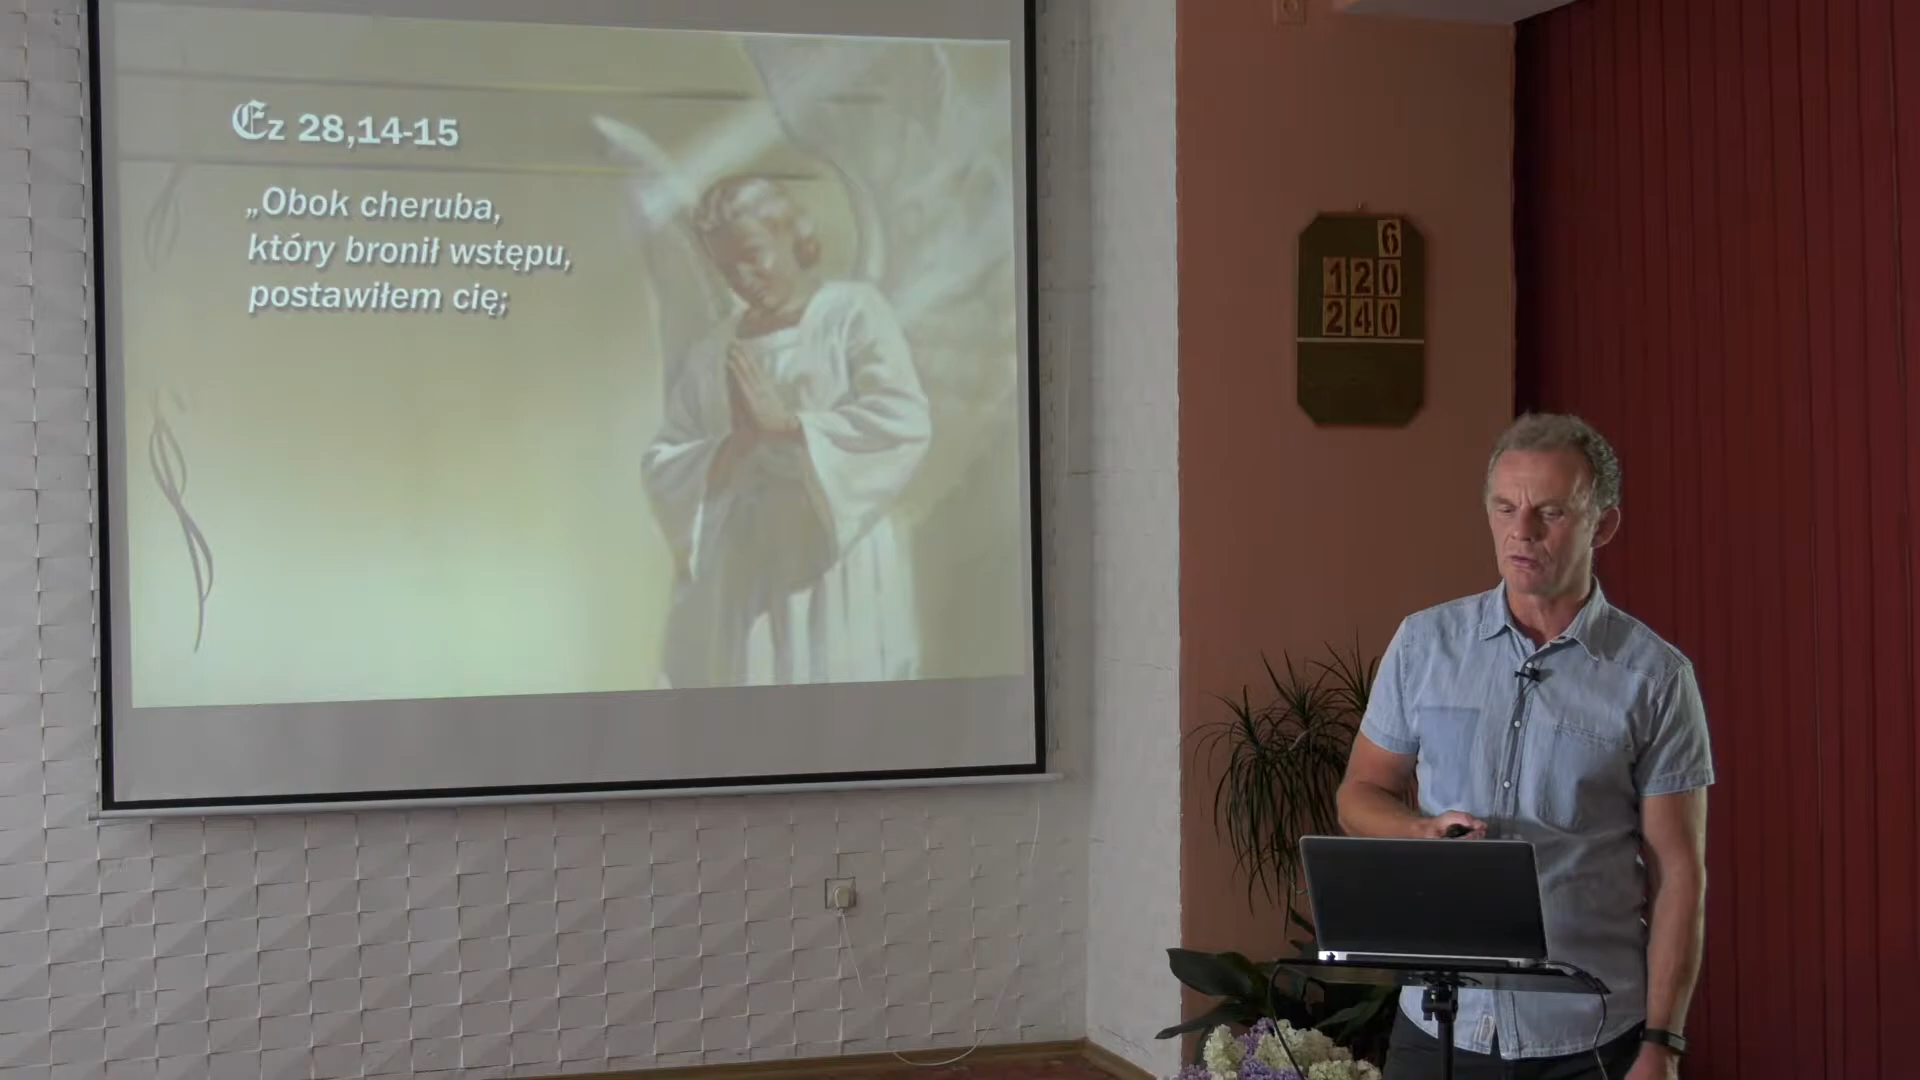 Ez 28,14-15
„Obok cheruba,
który bronił wstępu,
postawiłem cię;
6
120
240